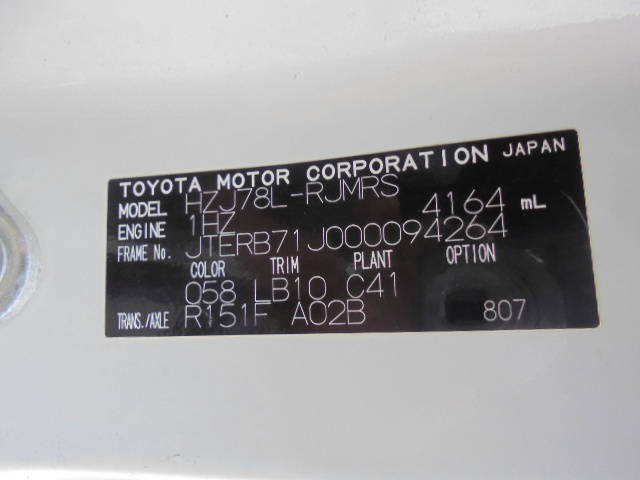 TOYOTA MOTOR CORPORATION JAPAN
MODEL HZJ78L-RJMRS
ENGINE 1HZ 4164 mL
FRAME No. JTERB71J000094264
COLOR TRIM PLANT OPTION
058 LB10 C41
TRANS./AXLE R151F A02B 807